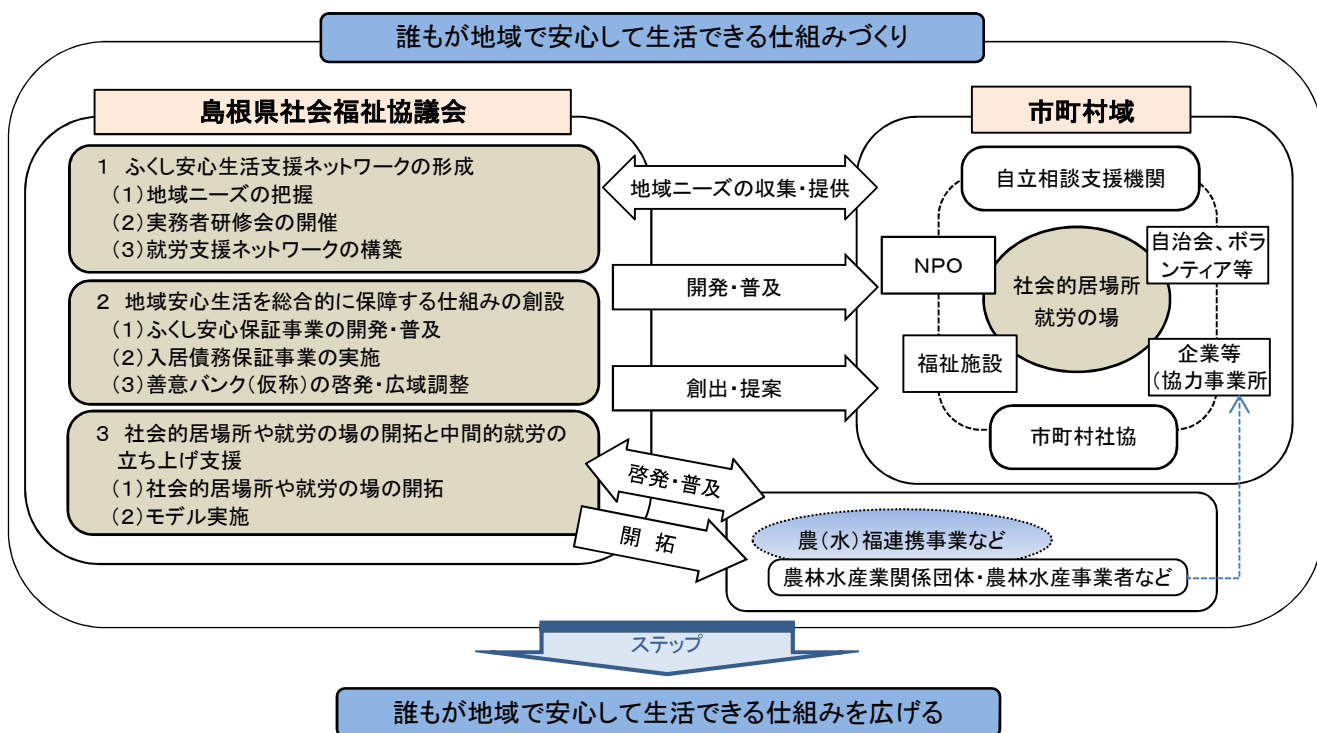 誰もが地域で安心して生活できる仕組みづくり
島根県社会福祉協議会
1 ふくし安心生活支援ネットワークの形成
(1)地域ニーズの把握
(2)実務者研修会の開催
(3)就労支援ネットワークの構築
2 地域安心生活を総合的に保障する仕組みの創設
(1)ふくし安心保証事業の開発・普及
(2)入居債務保証事業の実施
(3)善意バンク(仮称)の啓発・広域調整
3 社会的居場所や就労の場の開拓と中間的就労の
立ち上げ支援
(1)社会的居場所や就労の場の開拓
(2)モデル実施
地域ニーズの収集・提供
開発・普及
創出・提案
啓発・普及
開 拓
市町村域
自立相談支援機関
NPO
自治会、ボラ
ンティア等
社会的居場所
就労の場
福祉施設
企業等
(協力事業所
市町村社協
農(水)福連携事業など
農林水産業関係団体・農林水産事業者など
ステップ
誰もが地域で安心して生活できる仕組みを広げる